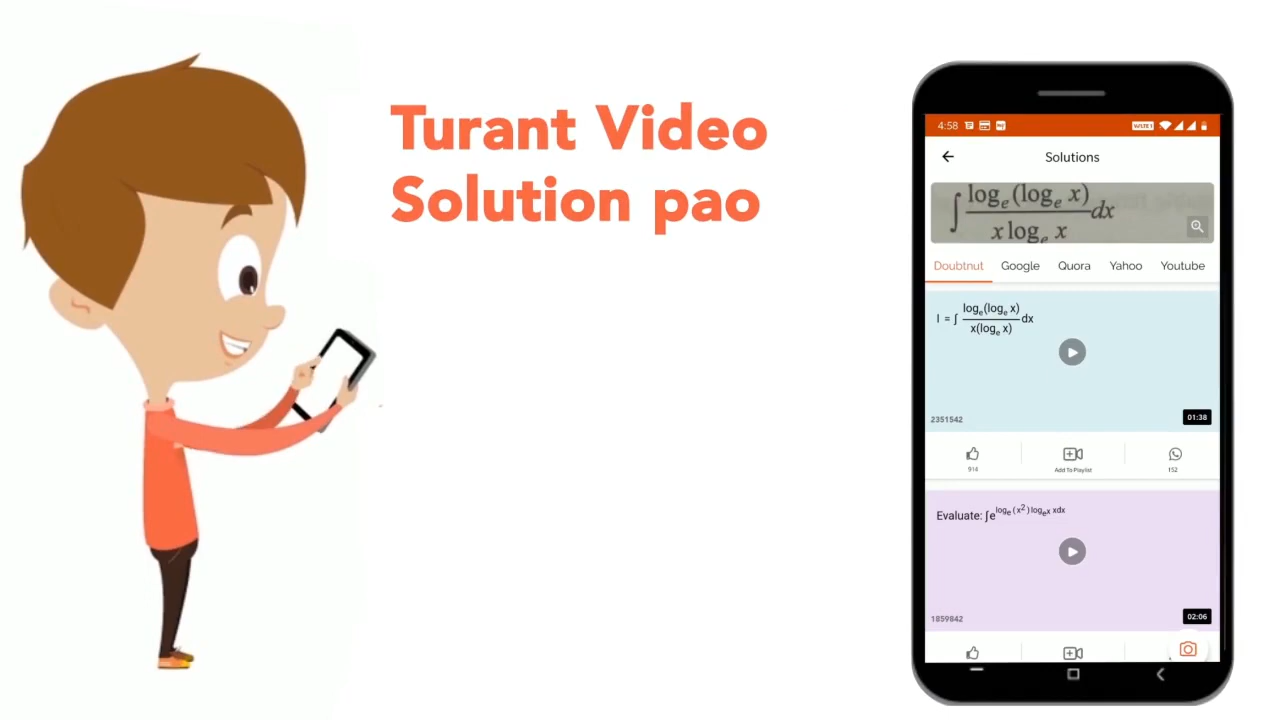 Turant Video
Solution pao
4:58
VoLTE1
Solutions
∫ logₑ(logₑ x) / x logₑ x dx
Doubtnut Google Quora Yahoo Youtube
I = ∫ logₑ(logₑ x) / x(logₑ x) dx
2351542 01:38
914 Add To Playlist 152
Evaluate: ∫e^logₑ(x²)logₑx xdx
1859842 02:06